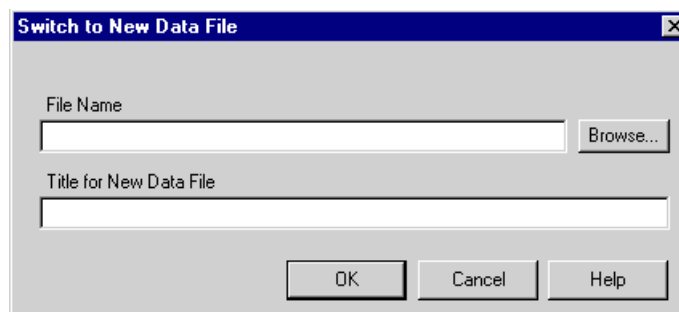 Switch to New Data File
File Name
Browse...
Title for New Data File
OK Cancel Help